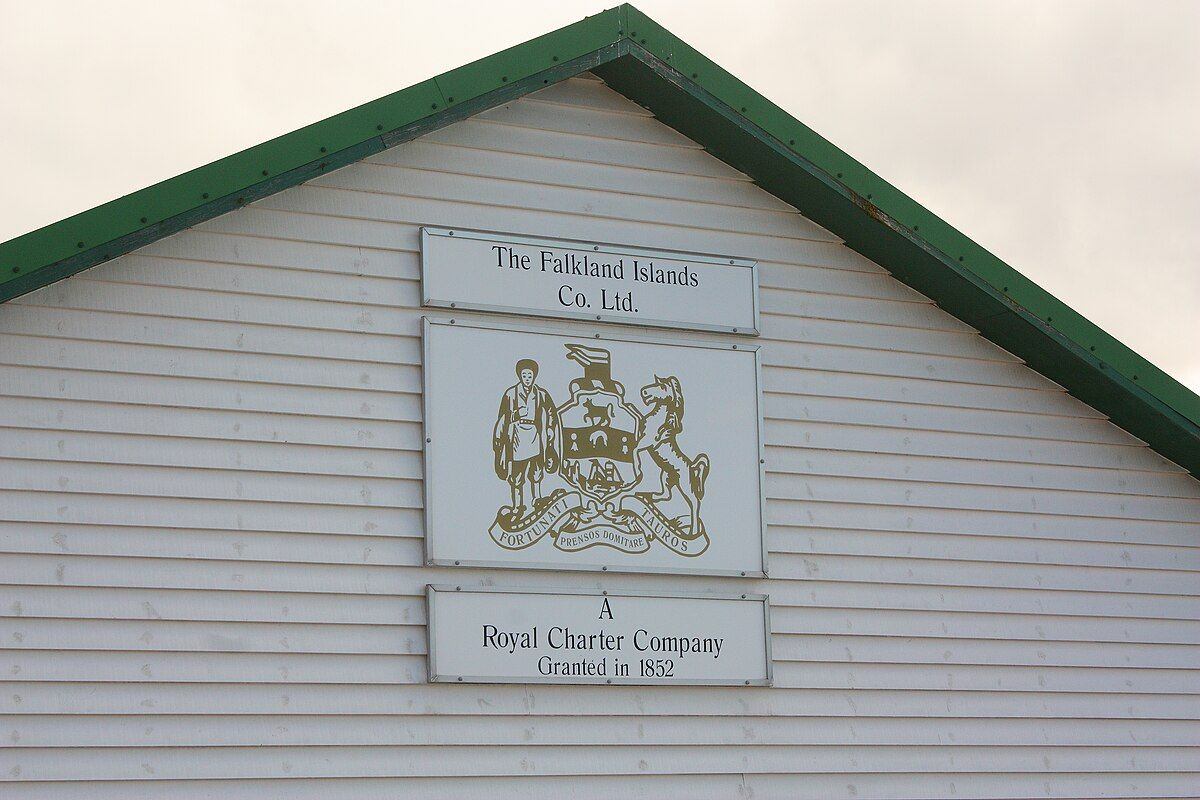 The Falkland Islands
Co. Ltd.
FORTUNATI
PRENSOS DOMITARE
TAUROS
A
Royal Charter Company
Granted in 1852